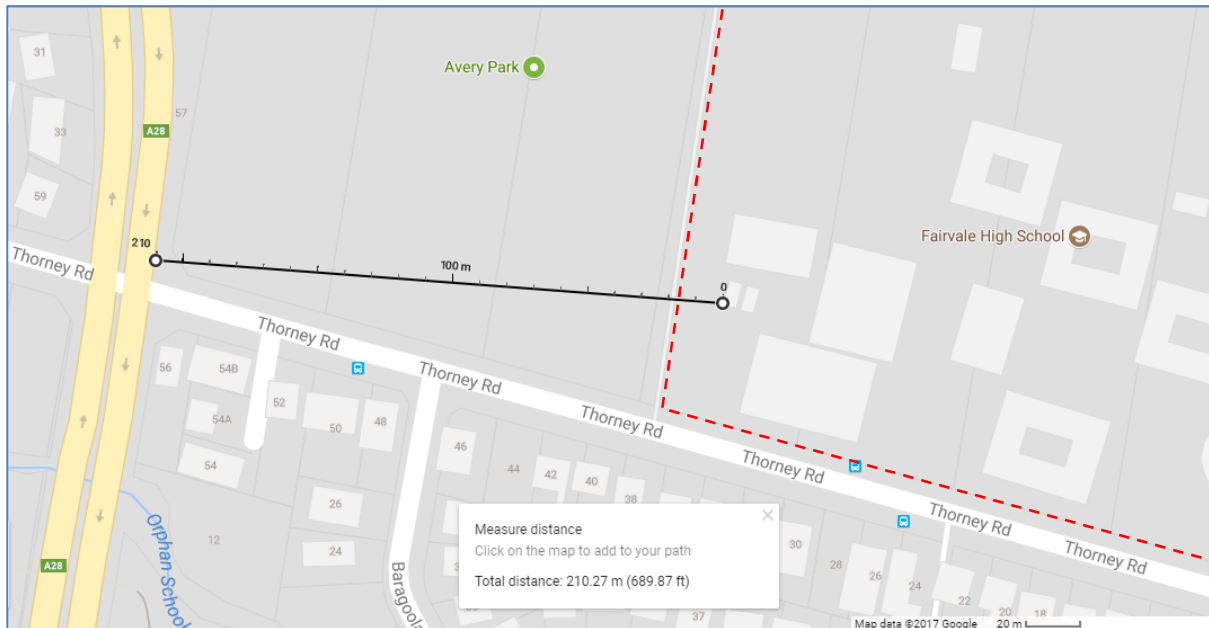 31
Avery Park
57
A28
33
59
210
Fairvale High School
Thorney Rd
100 m
0
Thorney Rd
Thorney Rd
56
54B
52
54A
50
48
Thorney Rd
46
54
44
42
40
38
Thorney Rd
26
Measure distance
Click on the map to add to your path
Total distance: 210.27 m (689.87 ft)
Thorney Rd
Thorney Rd
12
24
30
28
26
24
22
20
18
Orphan School
A28
Baragoola
37
Map data ©2017 Google
20 m